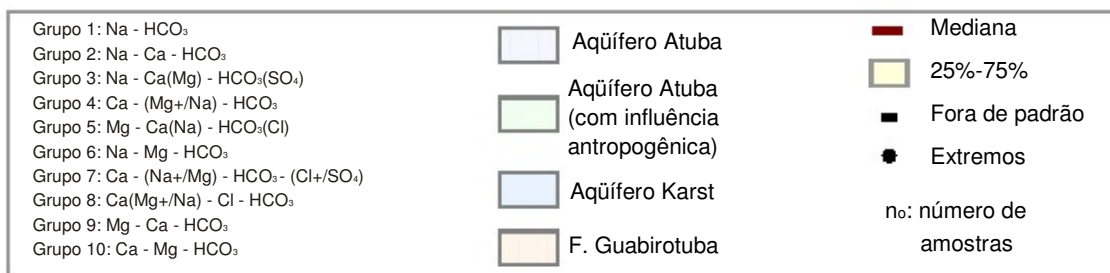 Grupo 1: Na - HCO₃
Grupo 2: Na - Ca - HCO₃
Grupo 3: Na - Ca(Mg) - HCO₃(SO₄)
Grupo 4: Ca - (Mg+/Na) - HCO₃
Grupo 5: Mg - Ca(Na) - HCO₃(Cl)
Grupo 6: Na - Mg - HCO₃
Grupo 7: Ca - (Na+/Mg) - HCO₃- (Cl+/SO₄)
Grupo 8: Ca(Mg+/Na) - Cl - HCO₃
Grupo 9: Mg - Ca - HCO₃
Grupo 10: Ca - Mg - HCO₃
Aqüífero Atuba
Aqüífero Atuba
(com influência
antropogênica)
Aqüífero Karst
F. Guabirotuba
Mediana
25%-75%
Fora de padrão
Extremos
nₒ: número de
amostras